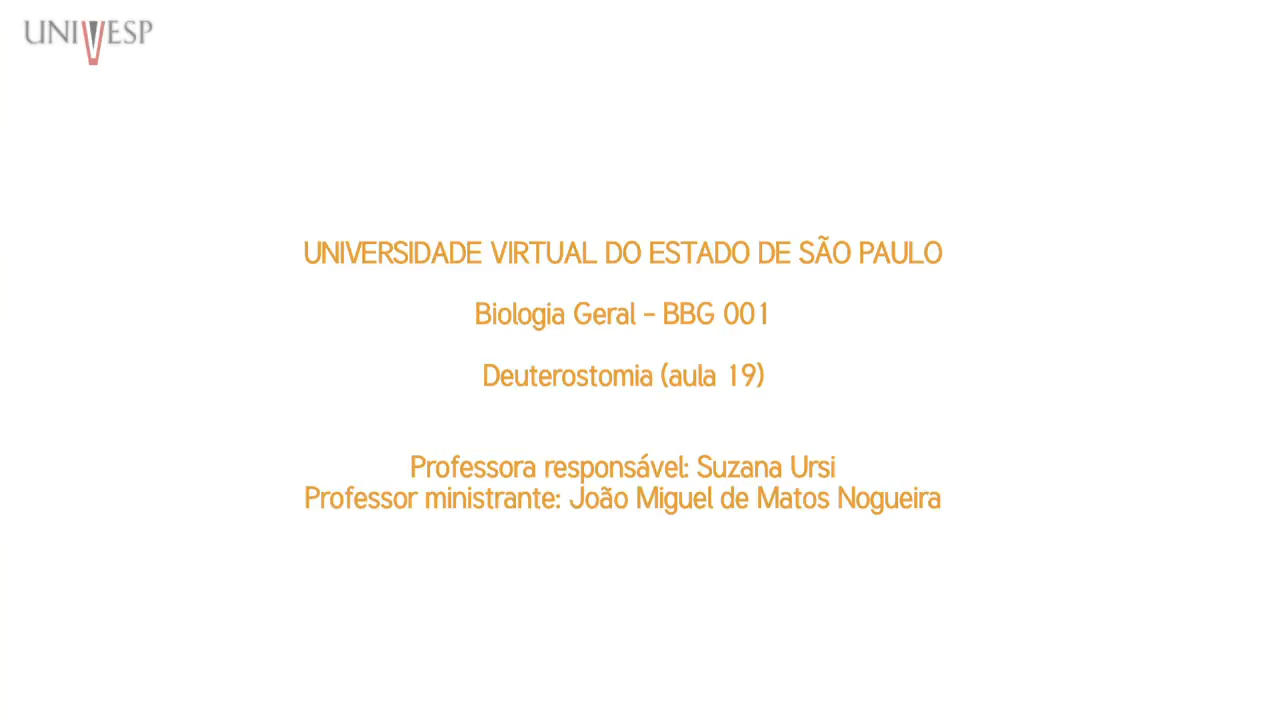 UNIVESP
UNIVERSIDADE VIRTUAL DO ESTADO DE SÃO PAULO
Biologia Geral - BBG 001
Deuterostomia (aula 19)
Professora responsável: Suzana Ursi
Professor ministrante: João Miguel de Matos Nogueira